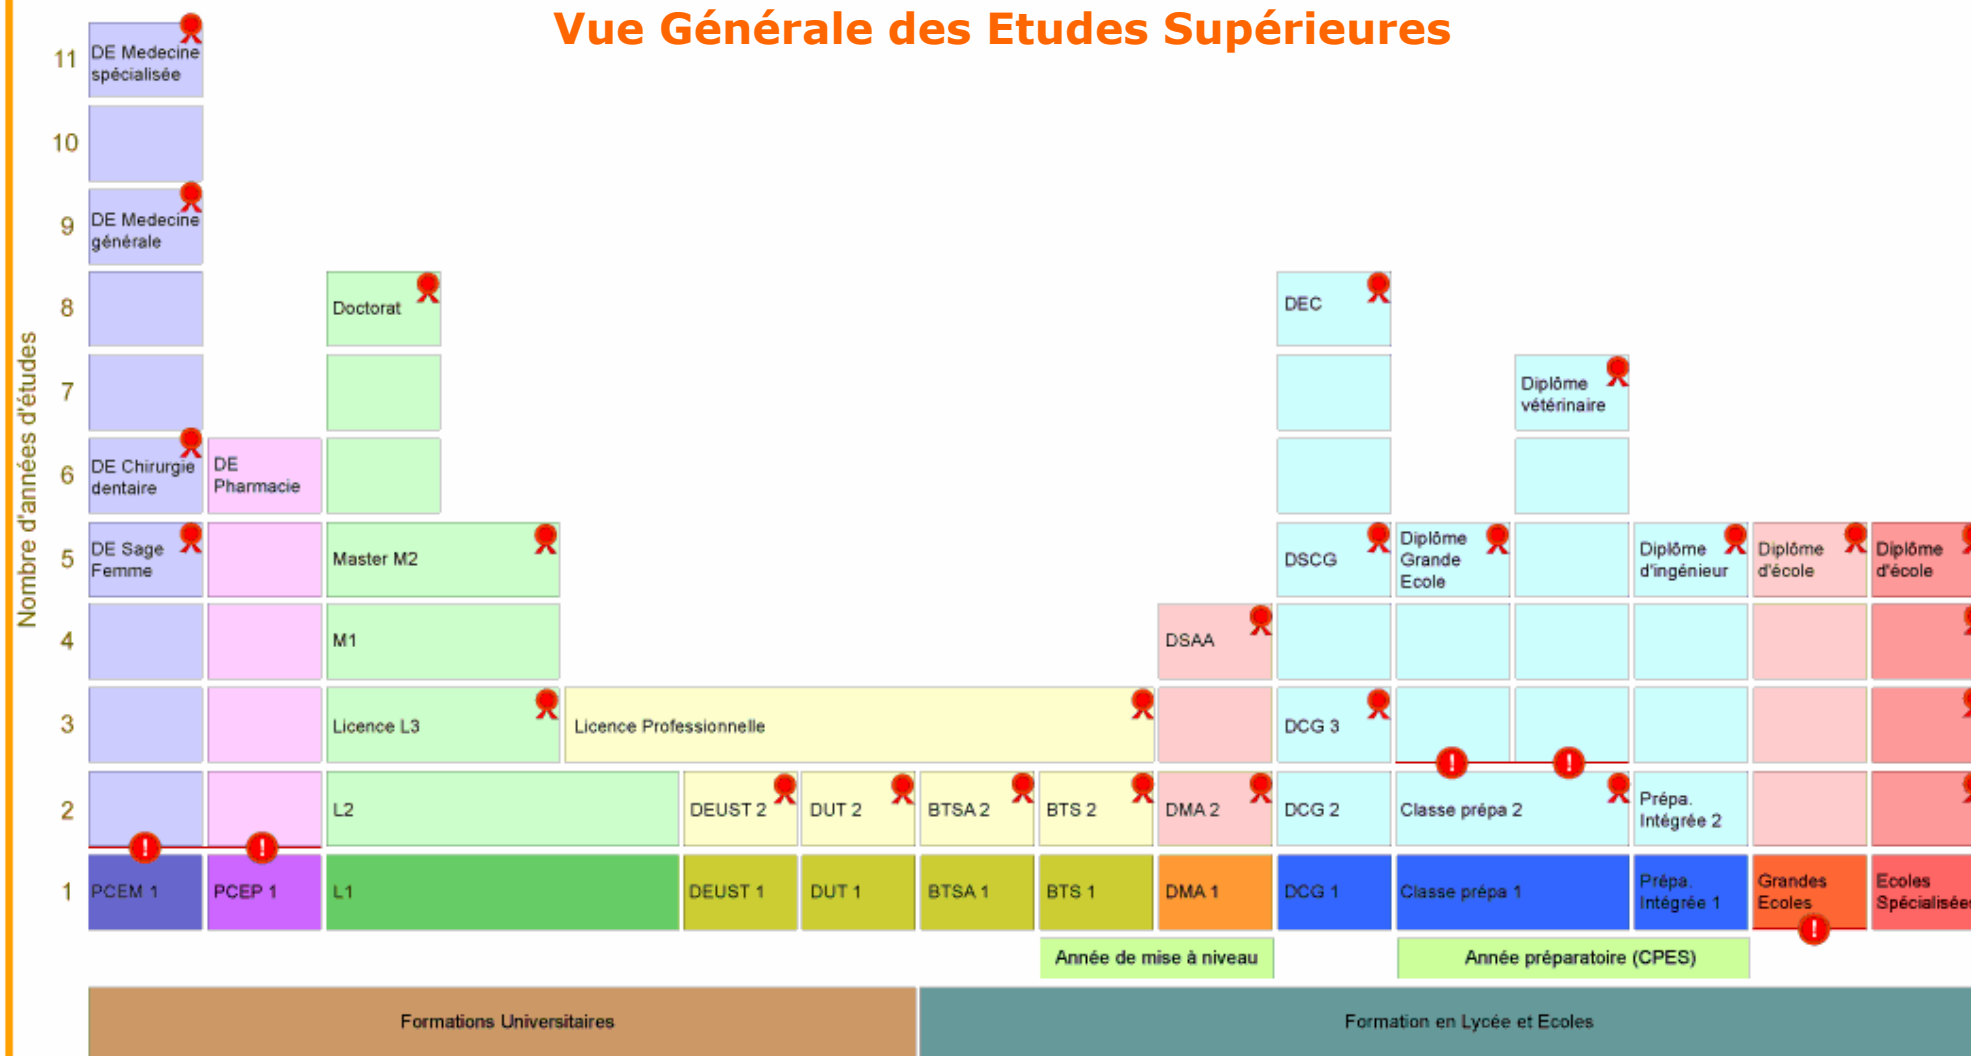 Vue Générale des Etudes Supérieures
Nombre d'années d'études
11
DE Medecine
spécialisée
10
9
DE Medecine
générale
8
Doctorat
DEC
7
Diplôme
vétérinaire
6
DE Chirurgie
dentaire
DE
Pharmacie
5
DE Sage
Femme
Master M2
DSCG
Diplôme
Grande
Ecole
Diplôme
d'ingénieur
Diplôme
d'école
Diplôme
d'école
4
M1
DSAA
3
Licence L3
Licence Professionnelle
DCG 3
!
!
2
L2
DEUST 2
DUT 2
BTSA 2
BTS 2
DMA 2
DCG 2
Classe prépa 2
Prépa.
Intégrée 2
!
!
1
PCEM 1
PCEP 1
L1
DEUST 1
DUT 1
BTSA 1
BTS 1
DMA 1
DCG 1
Classe prépa 1
Prépa.
Intégrée 1
Grandes
Ecoles
Ecoles
Spécialisées
!
Année de mise à niveau
Année préparatoire (CPES)
Formations Universitaires
Formation en Lycée et Ecoles